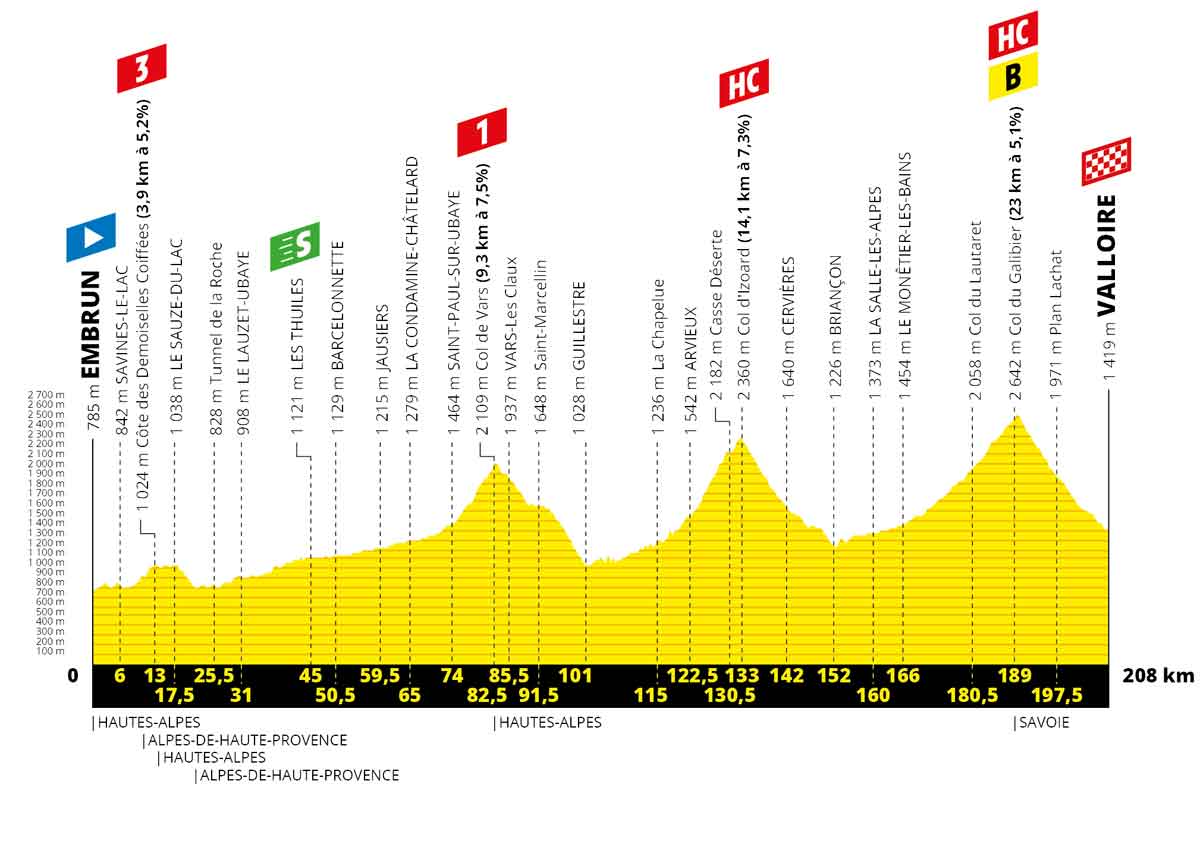 3
1
HC
HC
B
S
785 m EMBRUN
842 m SAVINES-LE-LAC
1 024 m Côte des Demoiselles Coiffées (3,9 km à 5,2%)
1 038 m LE SAUZE-DU-LAC
828 m Tunnel de la Roche
908 m LE LAUZET-UBAYE
1 121 m LES THUILES
1 129 m BARCELONNETTE
1 215 m JAUSIERS
1 279 m LA CONDAMINE-CHÂTELARD
1 464 m SAINT-PAUL-SUR-UBAYE
2 109 m Col de Vars (9,3 km à 7,5%)
1 937 m VARS-Les Claux
1 648 m Saint-Marcellin
1 028 m GUILLESTRE
1 236 m La Chapelue
1 542 m ARVIEUX
2 182 m Casse Déserte
2 360 m Col d'Izoard (14,1 km à 7,3%)
1 640 m CERVIÈRES
1 226 m BRIANÇON
1 373 m LA SALLE-LES-ALPES
1 454 m LE MONÊTIER-LES-BAINS
2 058 m Col du Lautaret
2 642 m Col du Galibier (23 km à 5,1%)
1 971 m Plan Lachat
1 419 m VALLOIRE
2 700 m
2 600 m
2 500 m
2 400 m
2 300 m
2 200 m
2 100 m
2 000 m
1 900 m
1 800 m
1 700 m
1 600 m
1 500 m
1 400 m
1 300 m
1 200 m
1 100 m
1 000 m
900 m
800 m
700 m
600 m
500 m
400 m
300 m
200 m
100 m
0 6 13 25,5 45 59,5 74 85,5 101 122,5 133 142 152 166 189 208 km
17,5 31 50,5 65 82,5 91,5 115 130,5 160 180,5 197,5
|HAUTES-ALPES |HAUTES-ALPES |SAVOIE
|ALPES-DE-HAUTE-PROVENCE
|HAUTES-ALPES
|ALPES-DE-HAUTE-PROVENCE